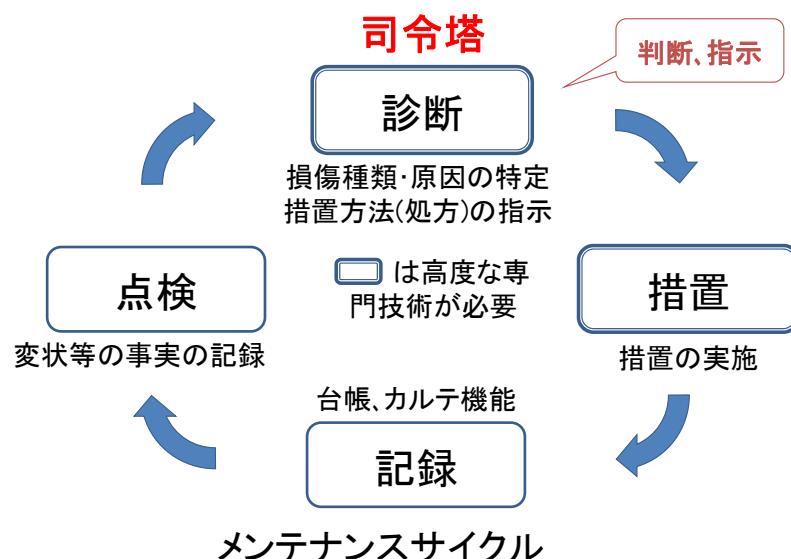 司令塔
判断、指示
診断
損傷種類・原因の特定
措置方法(処方)の指示
点検
変状等の事実の記録
は高度な専
門技術が必要
措置
措置の実施
台帳、カルテ機能
記録
メンテナンスサイクル